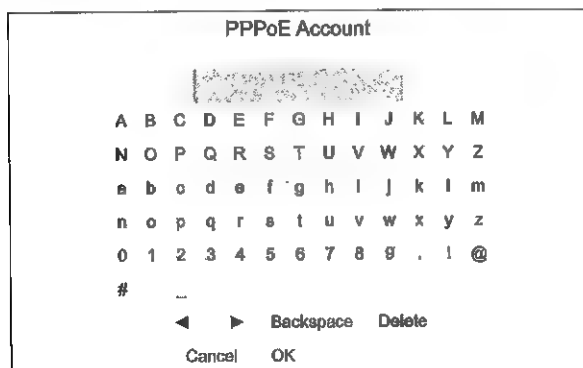 PPPoE Account
A B C D E F G H I J K L M
N O P Q R S T U V W X Y Z
a b c d e f g h i j k l m
n o p q r s t u v w x y z
0 1 2 3 4 5 6 7 8 9 . ! @
# _
◄ ► Backspace Delete
Cancel OK